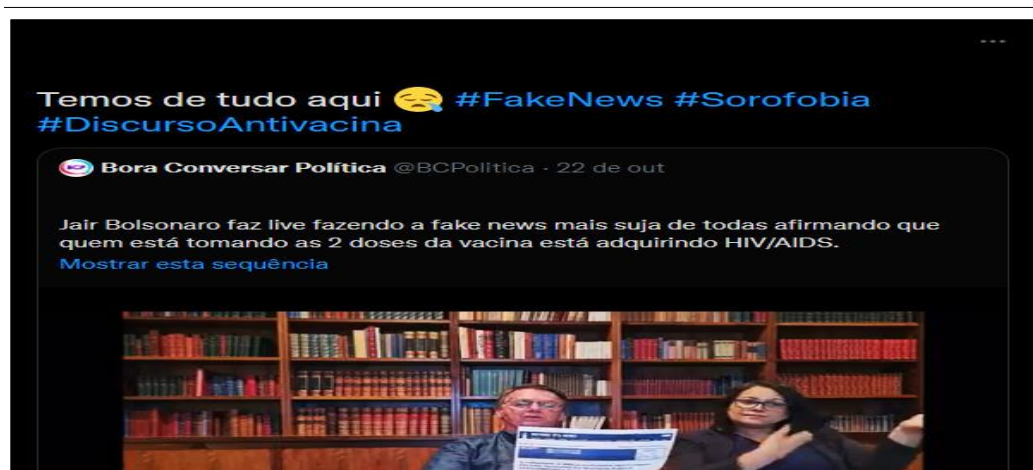 Temos de tudo aqui 😪 #FakeNews #Sorofobia
#DiscursoAntivacina
Bora Conversar Política @BCPolitica · 22 de out
Jair Bolsonaro faz live fazendo a fake news mais suja de todas afirmando que
quem está tomando as 2 doses da vacina está adquirindo HIV/AIDS.
Mostrar esta sequência